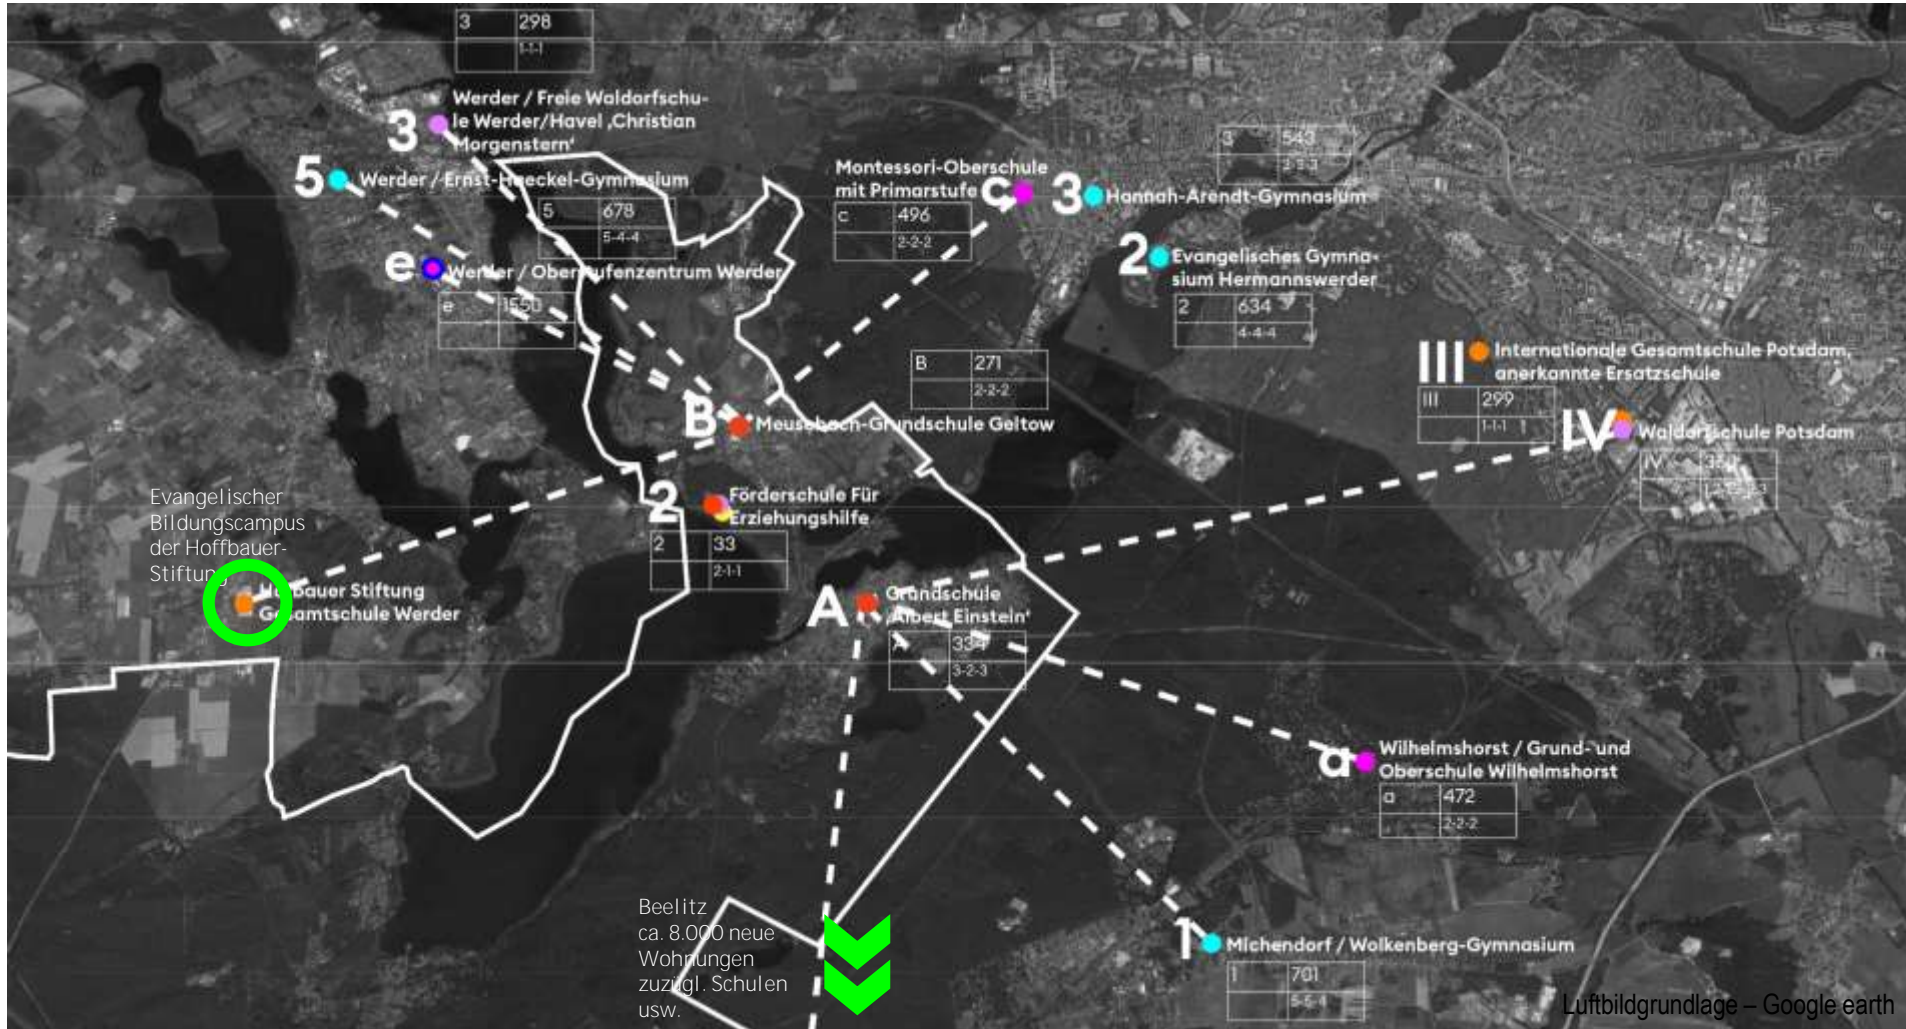 3 298
1-1-1
Werder / Freie Waldorfschu-
le Werder/Havel ‚Christian
Morgenstern‘
3
5
Werder / Ernst-Haeckel-Gymnasium
5 678
5-4-4
e
Werder / Oberstufenzentrum Werder
e 1550
Montessori-Oberschule
mit Primarstufe
c
c 496
2-2-2
3 543
3
Hannah-Arendt-Gymnasium
2
Evangelisches Gymna-
sium Hermannswerder
2 634
4-4-4
III
Internationale Gesamtschule Potsdam,
anerkannte Ersatzschule
III 299
1-1-1
IV
Waldorfschule Potsdam
IV
B 271
2-2-2
B
Meusebach-Grundschule Geltow
2
Förderschule Für
Erziehungshilfe
2 33
2-1-1
Evangelischer
Bildungscampus
der Hoffbauer-
Stiftung
Stiftung
Gesamtschule Werder
A
Grundschule
‚Albert Einstein‘
A 334
3-2-3
a
Wilhelmshorst / Grund- und
Oberschule Wilhelmshorst
a 472
2-2-2
Beelitz
ca. 8.000 neue
Wohnungen
zuzügl. Schulen
usw.
1
Michendorf / Wolkenberg-Gymnasium
1 701
5-5-4
Luftbildgrundlage – Google earth